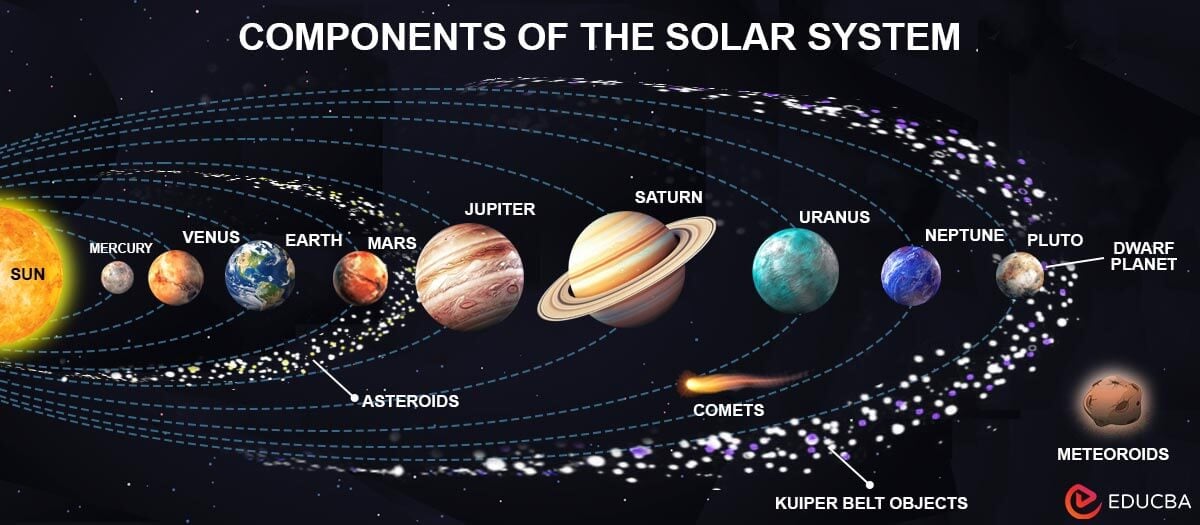 COMPONENTS OF THE SOLAR SYSTEM
SUN
MERCURY
VENUS
EARTH
MARS
JUPITER
SATURN
URANUS
NEPTUNE
PLUTO
DWARF
PLANET
ASTEROIDS
COMETS
METEOROIDS
KUIPER BELT OBJECTS
EDUCBA